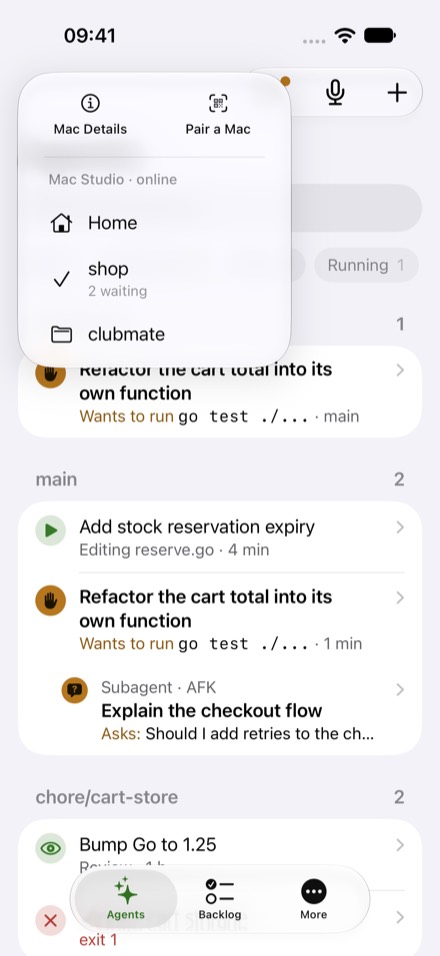 09:41
Mac Details
Pair a Mac
Mac Studio · online
Home
shop
2 waiting
clubmate
Running 1
1
Refactor the cart total into its
own function
Wants to run go test ./... · main
main 2
Add stock reservation expiry
Editing reserve.go · 4 min
Refactor the cart total into its
own function
Wants to run go test ./... · 1 min
Subagent · AFK
Explain the checkout flow
Asks: Should I add retries to the ch...
chore/cart-store 2
Bump Go to 1.25
exit 1
Agents
Backlog
More